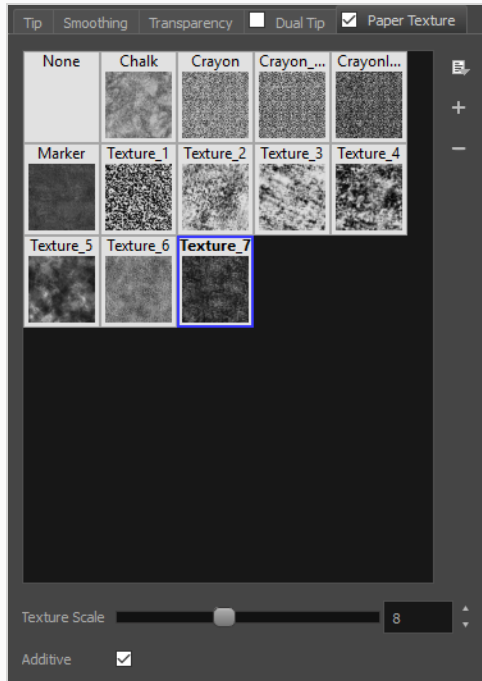 Tip Smoothing Transparency Dual Tip Paper Texture
None Chalk Crayon Crayon_... Crayonl...
Marker Texture_1 Texture_2 Texture_3 Texture_4
Texture_5 Texture_6 Texture_7
Texture Scale 8
Additive